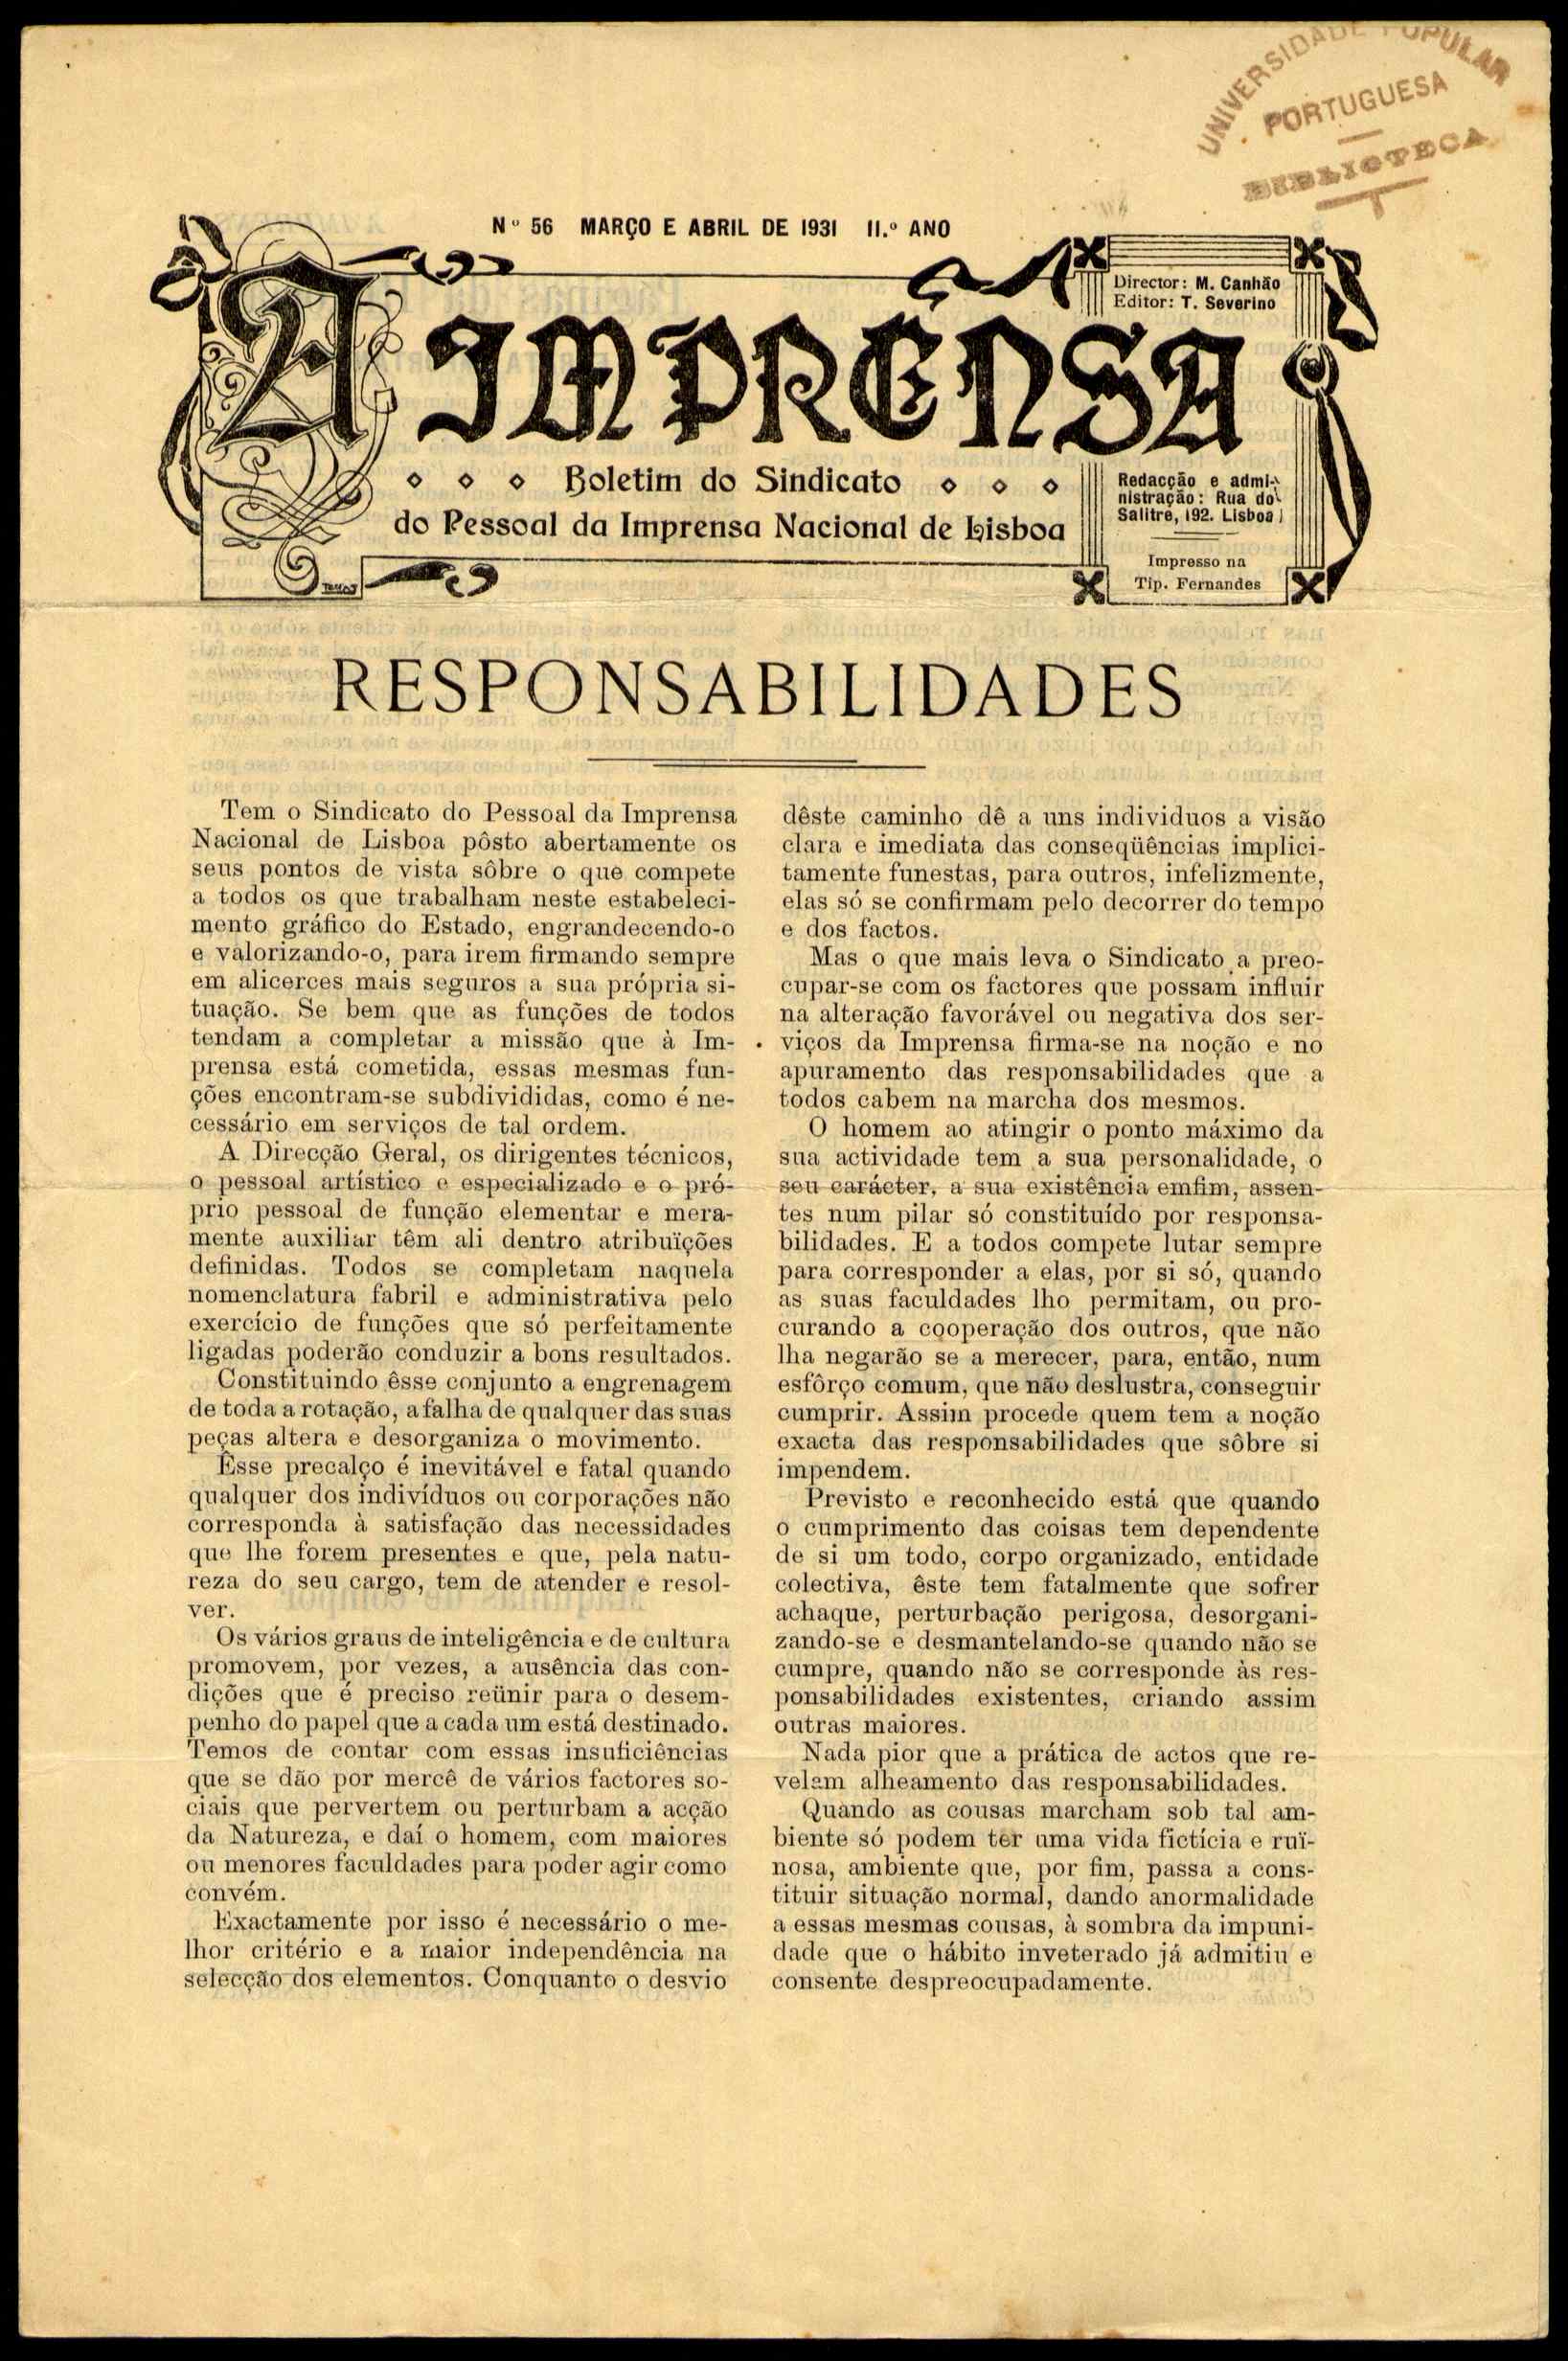 UNIVERSIDADE POPULAR
PORTUGUESA
BIBLIOTECA
Nº 56 MARÇO E ABRIL DE 1931 11.º ANO
A IMPRENSA
Director: M. Canhão
Editor: T. Severino
Boletim do Sindicato
do Pessoal da Imprensa Nacional de Lisboa
Redacção e admi-
nistração: Rua do
Salitre, 192. Lisboa
Impresso na
Tip. Fernandes
RESPONSABILIDADES
Tem o Sindicato do Pessoal da Imprensa
Nacional de Lisboa pôsto abertamente os
seus pontos de vista sôbre o que compete
a todos os que trabalham neste estabeleci-
mento gráfico do Estado, engrandecendo-o
e valorizando-o, para irem firmando sempre
em alicerces mais seguros a sua própria si-
tuação. Se bem que as funções de todos
tendam a completar a missão que à Im-
prensa está cometida, essas mesmas fun-
ções encontram-se subdivididas, como é ne-
cessário em serviços de tal ordem.
A Direcção Geral, os dirigentes técnicos,
o pessoal artístico e especializado e o pró-
prio pessoal de função elementar e mera-
mente auxiliar têm ali dentro atribuïções
definidas. Todos se completam naquela
nomenclatura fabril e administrativa pelo
exercício de funções que só perfeitamente
ligadas poderão conduzir a bons resultados.
Constituindo êsse conjunto a engrenagem
de toda a rotação, a falha de qualquer das suas
peças altera e desorganiza o movimento.
Êsse precalço é inevitável e fatal quando
qualquer dos indivíduos ou corporações não
corresponda à satisfação das necessidades
que lhe forem presentes e que, pela natu-
reza do seu cargo, tem de atender e resol-
ver.
Os vários graus de inteligência e de cultura
promovem, por vezes, a ausência das con-
dições que é preciso reünir para o desem-
penho do papel que a cada um está destinado.
Temos de contar com essas insuficiências
que se dão por mercê de vários factores so-
ciais que pervertem ou perturbam a acção
da Natureza, e daí o homem, com maiores
ou menores faculdades para poder agir como
convém.
Exactamente por isso é necessário o me-
lhor critério e a maior independência na
selecção dos elementos. Conquanto o desvio
dêste caminho dê a uns individuos a visão
clara e imediata das conseqüências implici-
tamente funestas, para outros, infelizmente,
elas só se confirmam pelo decorrer do tempo
e dos factos.
Mas o que mais leva o Sindicato a preo-
cupar-se com os factores que possam influir
na alteração favorável ou negativa dos ser-
viços da Imprensa firma-se na noção e no
apuramento das responsabilidades que a
todos cabem na marcha dos mesmos.
O homem ao atingir o ponto máximo da
sua actividade tem a sua personalidade, o
seu carácter, a sua existência emfim, assen-
tes num pilar só constituído por responsa-
bilidades. E a todos compete lutar sempre
para corresponder a elas, por si só, quando
as suas faculdades lho permitam, ou pro-
curando a cooperação dos outros, que não
lha negarão se a merecer, para, então, num
esfôrço comum, que não deslustra, conseguir
cumprir. Assim procede quem tem a noção
exacta das responsabilidades que sôbre si
impendem.
Previsto e reconhecido está que quando
o cumprimento das coisas tem dependente
de si um todo, corpo organizado, entidade
colectiva, êste tem fatalmente que sofrer
achaque, perturbação perigosa, desorgani-
zando-se e desmantelando-se quando não se
cumpre, quando não se corresponde às res-
ponsabilidades existentes, criando assim
outras maiores.
Nada pior que a prática de actos que re-
velam alheamento das responsabilidades.
Quando as cousas marcham sob tal am-
biente só podem ter uma vida fictícia e ruï-
nosa, ambiente que, por fim, passa a cons-
tituir situação normal, dando anormalidade
a essas mesmas cousas, à sombra da impuni-
dade que o hábito inveterado já admitiu e
consente despreocupadamente.